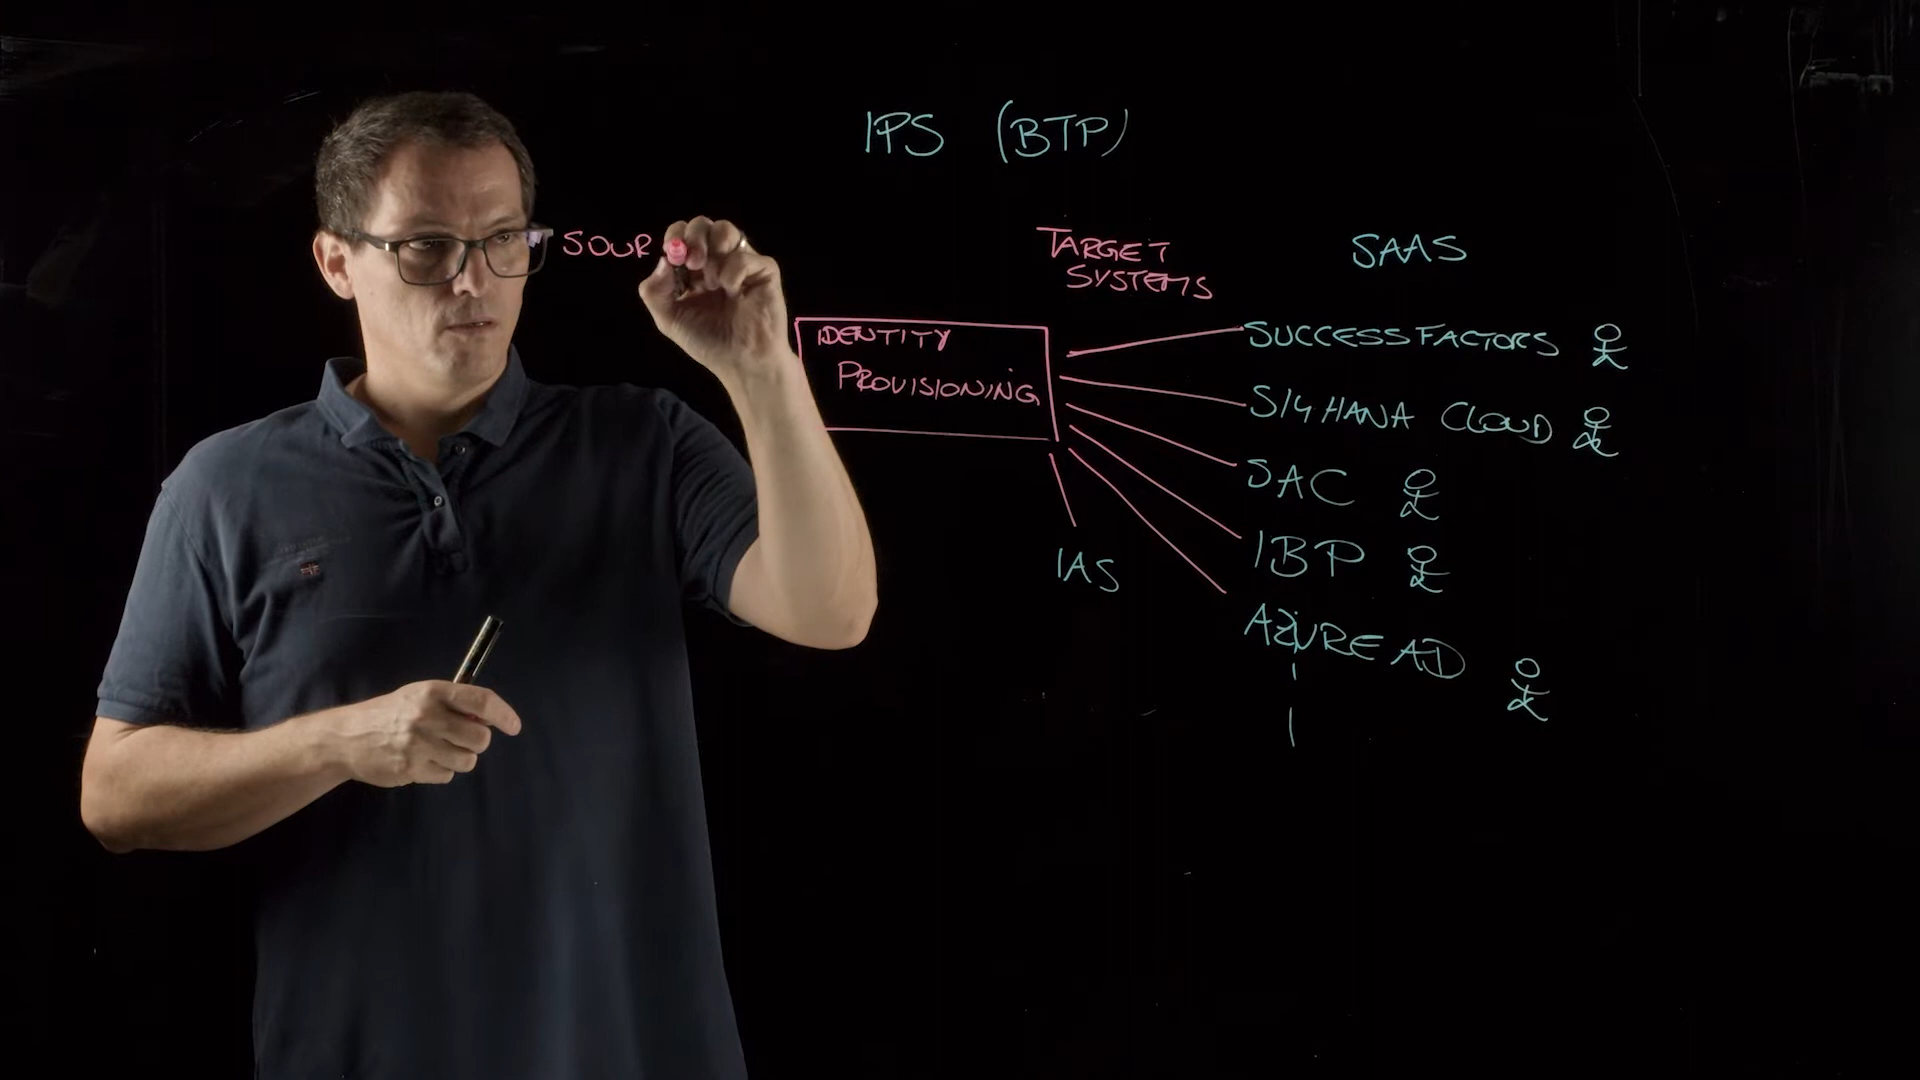 IPS (BTP)
SOUR
TARGET
SYSTEMS
SAAS
IDENTITY
PROVISIONING
SUCCESSFACTORS
S/4 HANA CLOUD
SAC
IBP
IAS
AZURE AD